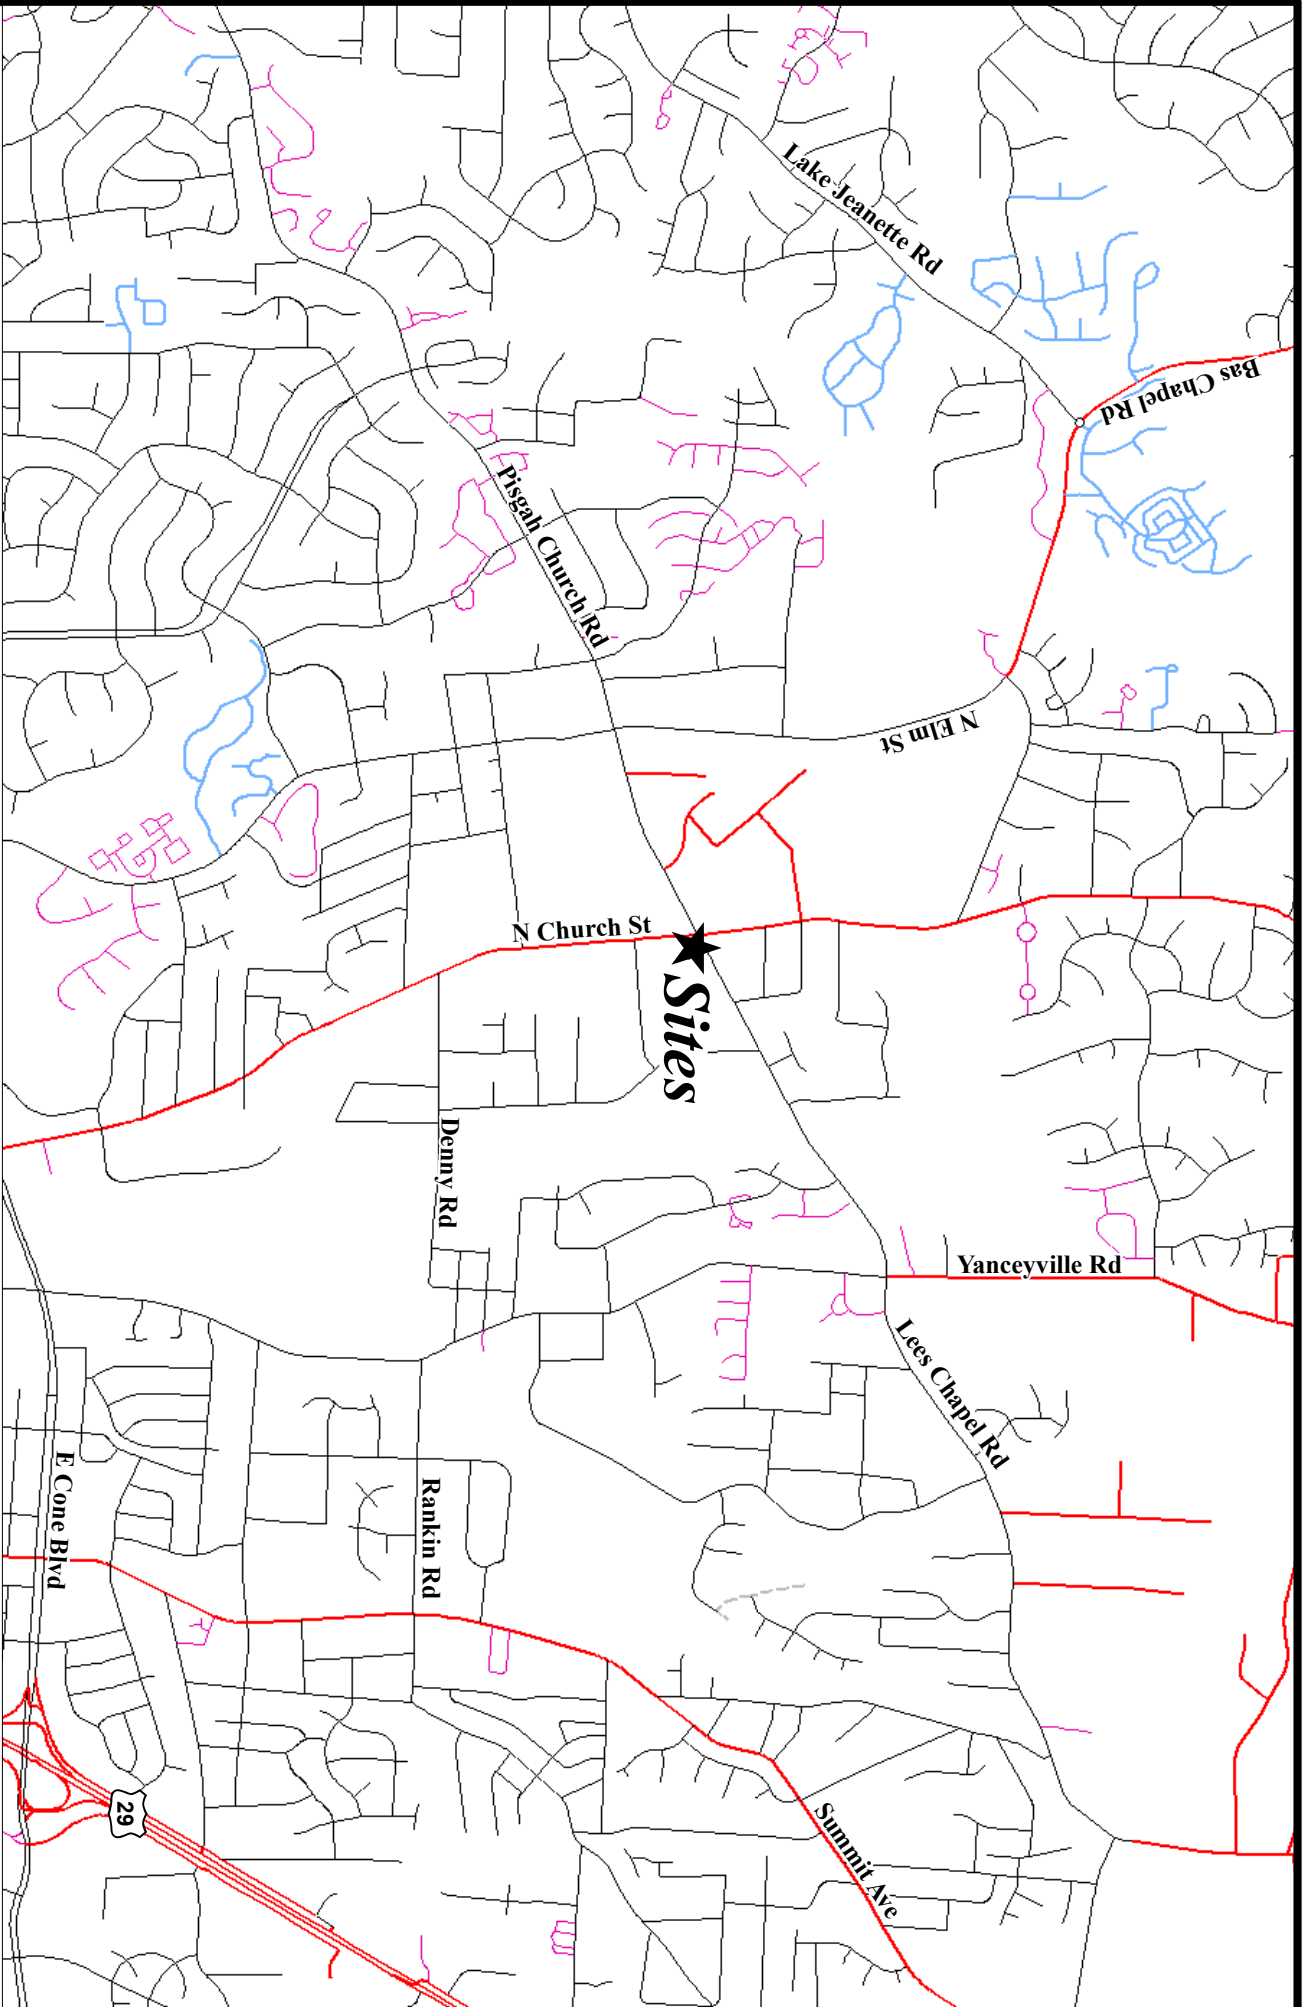 Lake Jeanette Rd
Bas Chapel Rd
Pisgah Church Rd
N Elm St
N Church St
Sites
Denny Rd
Yanceyville Rd
Lees Chapel Rd
E Cone Blvd
Rankin Rd
29
Summit Ave